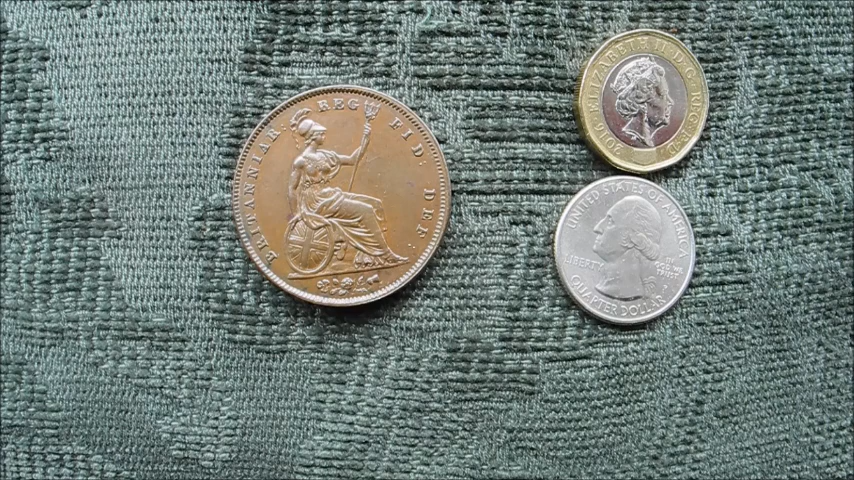 BRITANNIAR: REG FID: DEF
2016·ELIZABETH II·D·G·REG·F·D·
UNITED STATES OF AMERICA
LIBERTY
IN
GOD WE
TRUST
P
QUARTER DOLLAR